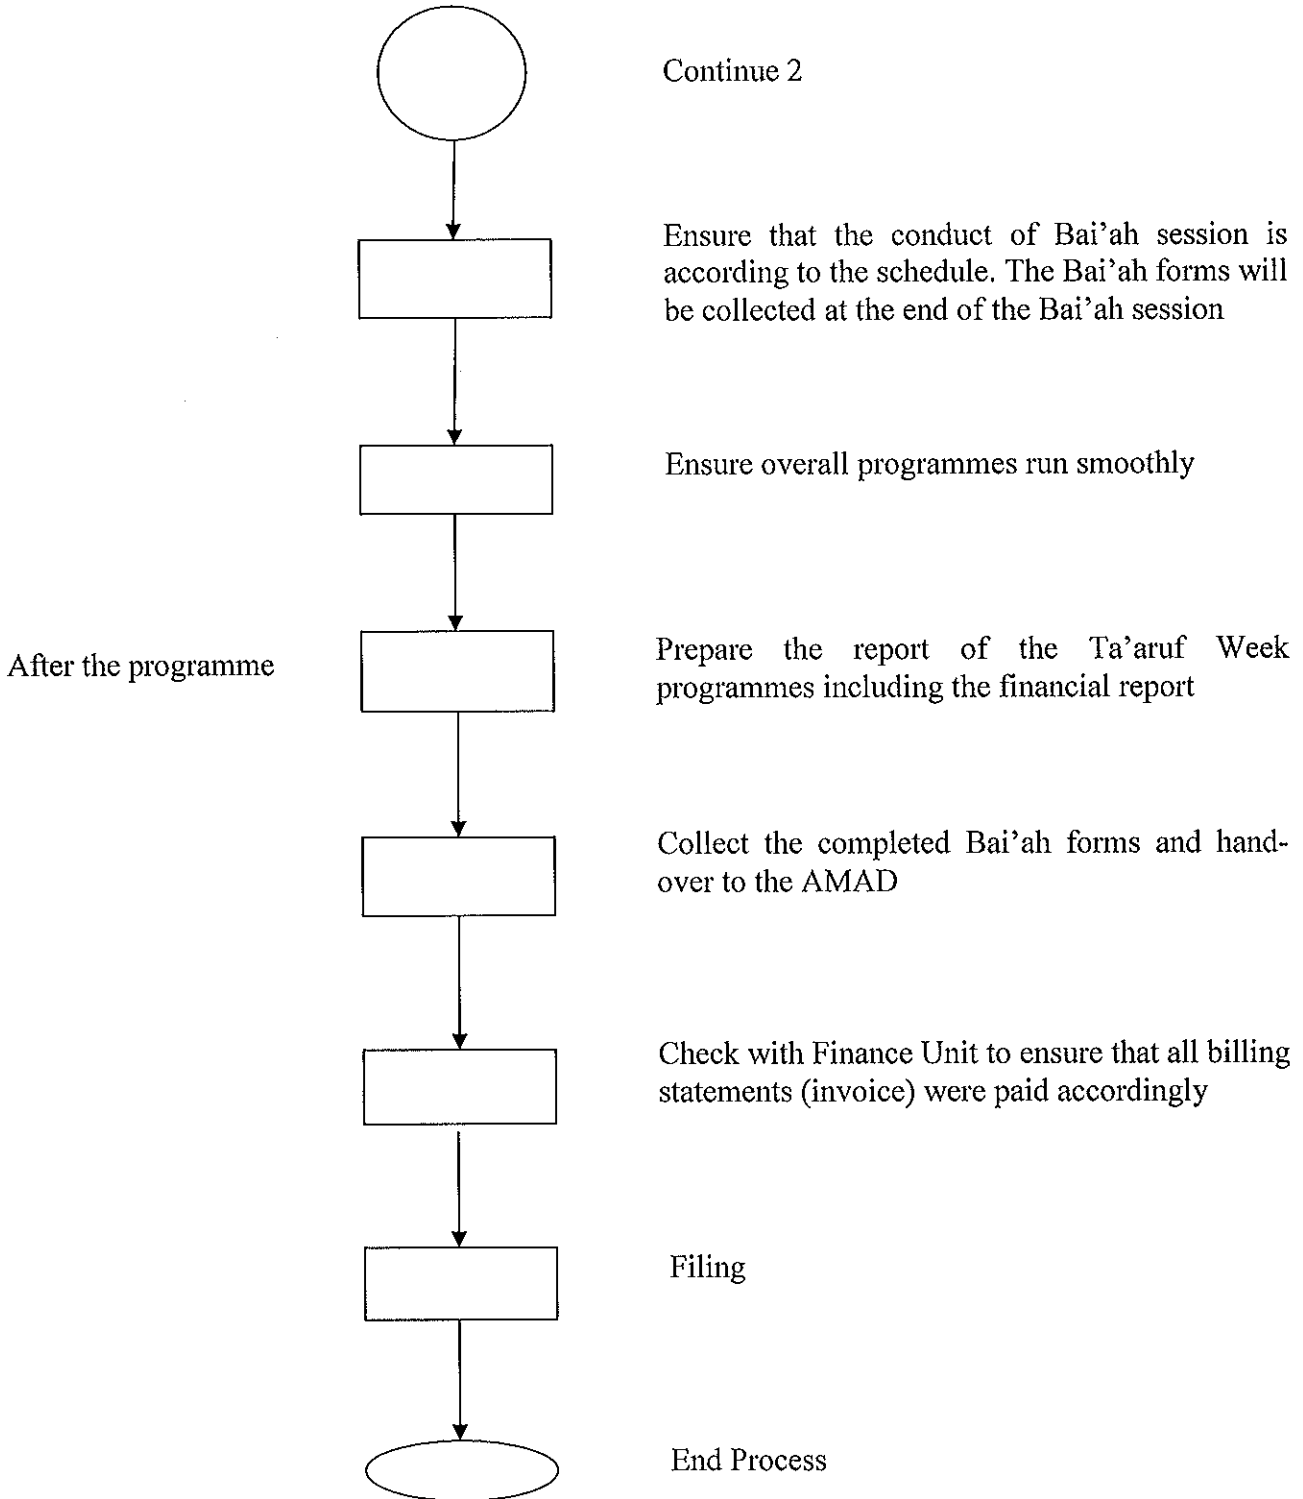 Continue 2
Ensure that the conduct of Bai’ah session is
according to the schedule. The Bai’ah forms will
be collected at the end of the Bai’ah session
Ensure overall programmes run smoothly
After the programme
Prepare the report of the Ta’aruf Week
programmes including the financial report
Collect the completed Bai’ah forms and hand-
over to the AMAD
Check with Finance Unit to ensure that all billing
statements (invoice) were paid accordingly
Filing
End Process